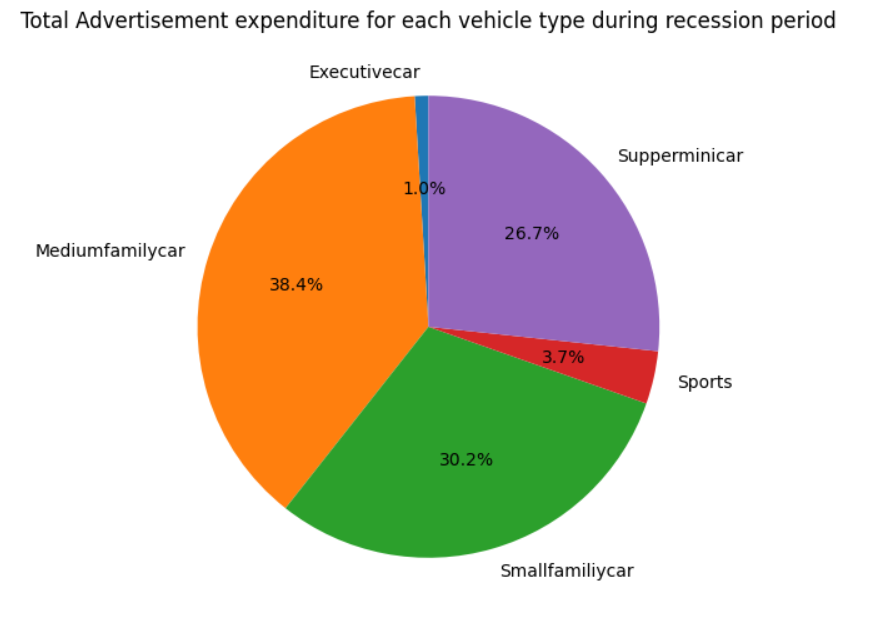 Total Advertisement expenditure for each vehicle type during recession period
Executivecar
Supperminicar
1.0%
26.7%
Mediumfamilycar
38.4%
3.7%
Sports
30.2%
Smallfamiliycar